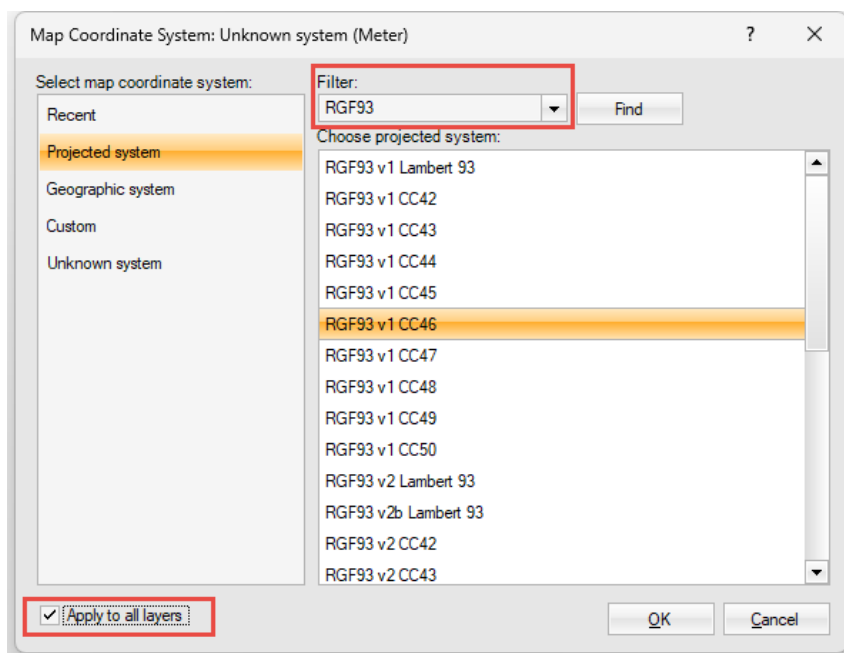 Map Coordinate System: Unknown system (Meter)
?
Select map coordinate system:
Recent
Projected system
Geographic system
Custom
Unknown system
Filter:
RGF93
Find
Choose projected system:
RGF93 v1 Lambert 93
RGF93 v1 CC42
RGF93 v1 CC43
RGF93 v1 CC44
RGF93 v1 CC45
RGF93 v1 CC46
RGF93 v1 CC47
RGF93 v1 CC48
RGF93 v1 CC49
RGF93 v1 CC50
RGF93 v2 Lambert 93
RGF93 v2b Lambert 93
RGF93 v2 CC42
RGF93 v2 CC43
Apply to all layers
OK
Cancel